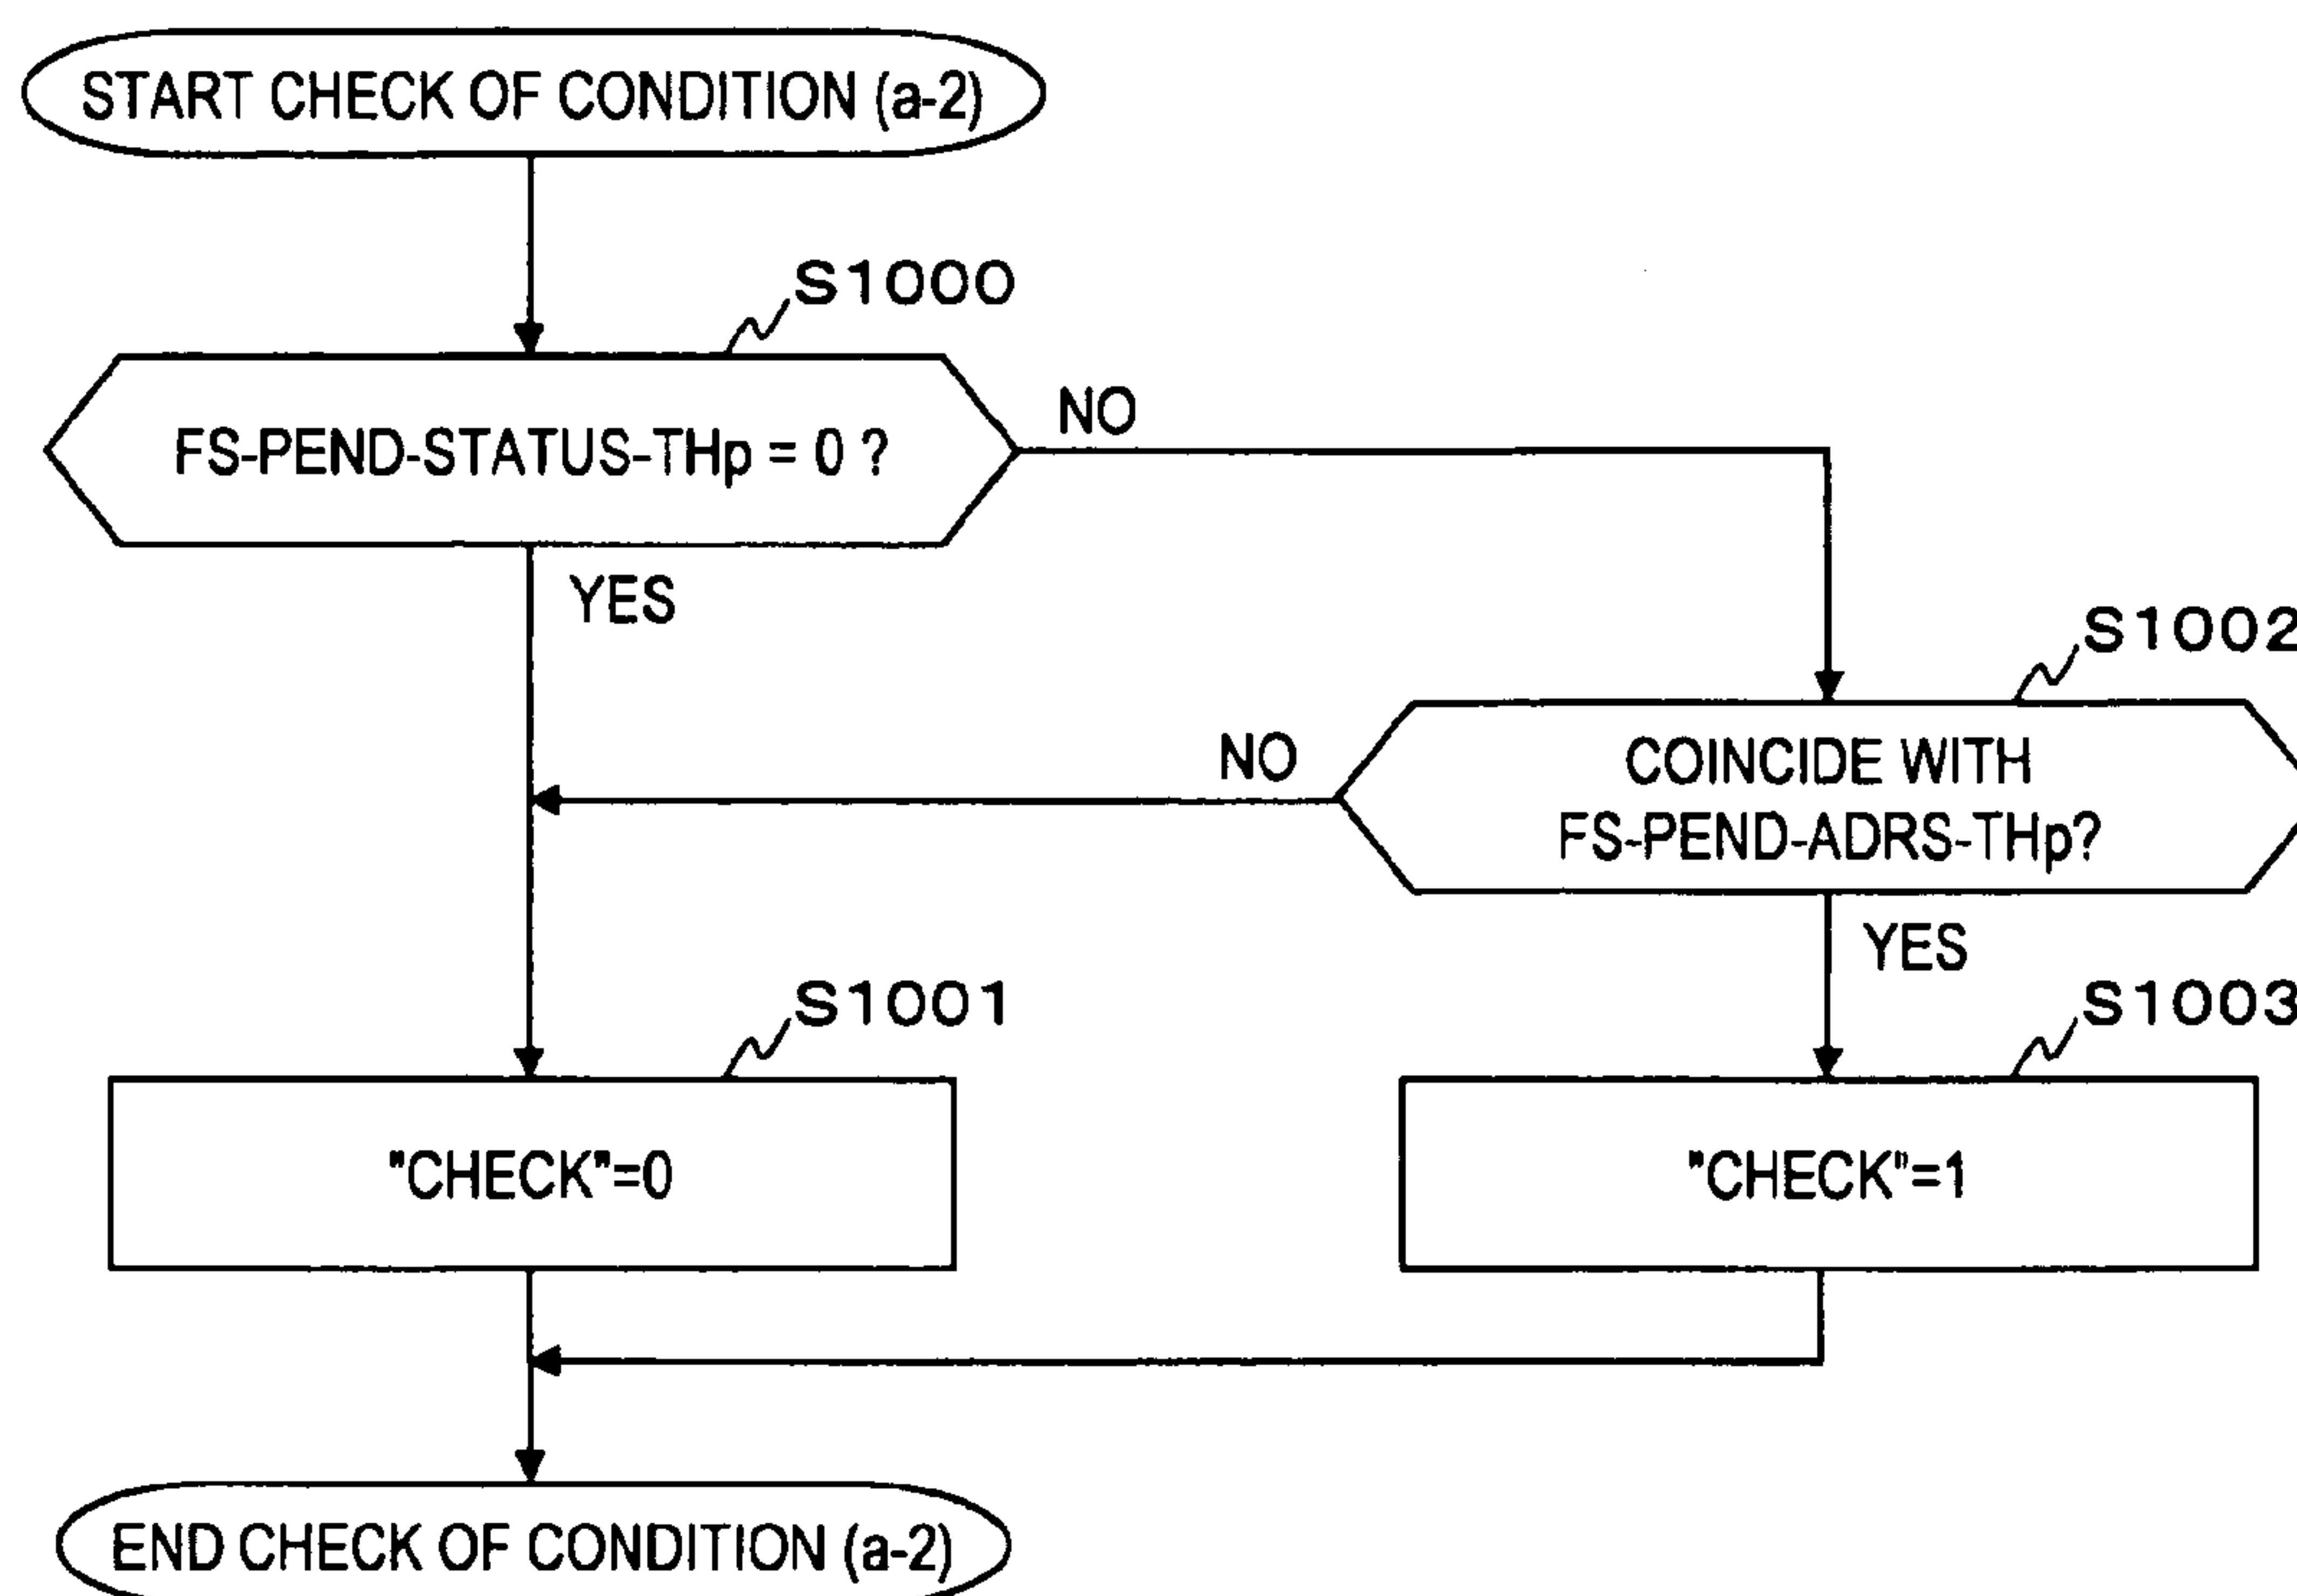 START CHECK OF CONDITION (a-2)
S1000
FS-PEND-STATUS-THp = 0 ?
NO
YES
S1002
COINCIDE WITH
FS-PEND-ADRS-THp?
NO
YES
S1001
S1003
"CHECK"=0
"CHECK"=1
END CHECK OF CONDITION (a-2)